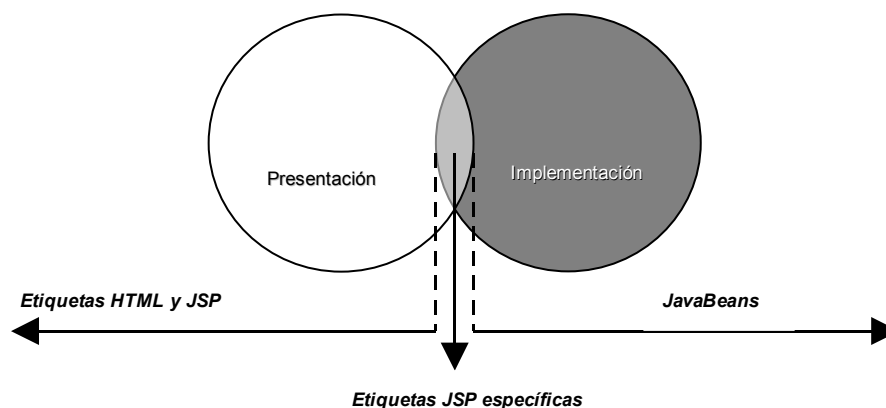 Presentación
Implementación
Etiquetas HTML y JSP
JavaBeans
Etiquetas JSP específicas